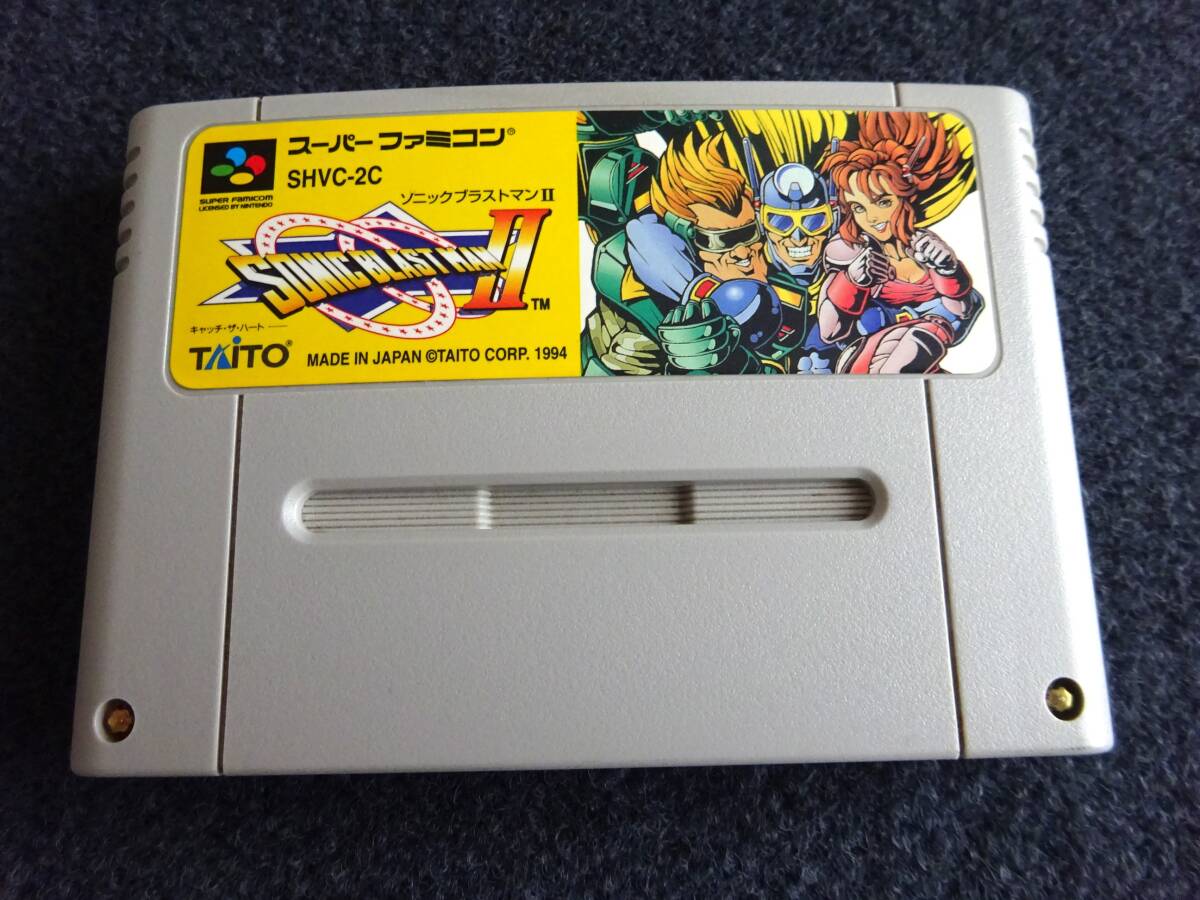 スーパーファミコン®
SHVC-2C
SUPER FAMICOM
LICENSED BY NINTENDO
ソニックブラストマンⅡ
SONIC BLAST MAN II™
キャッチ・ザ・ハート
TAITO®
MADE IN JAPAN ©TAITO CORP. 1994